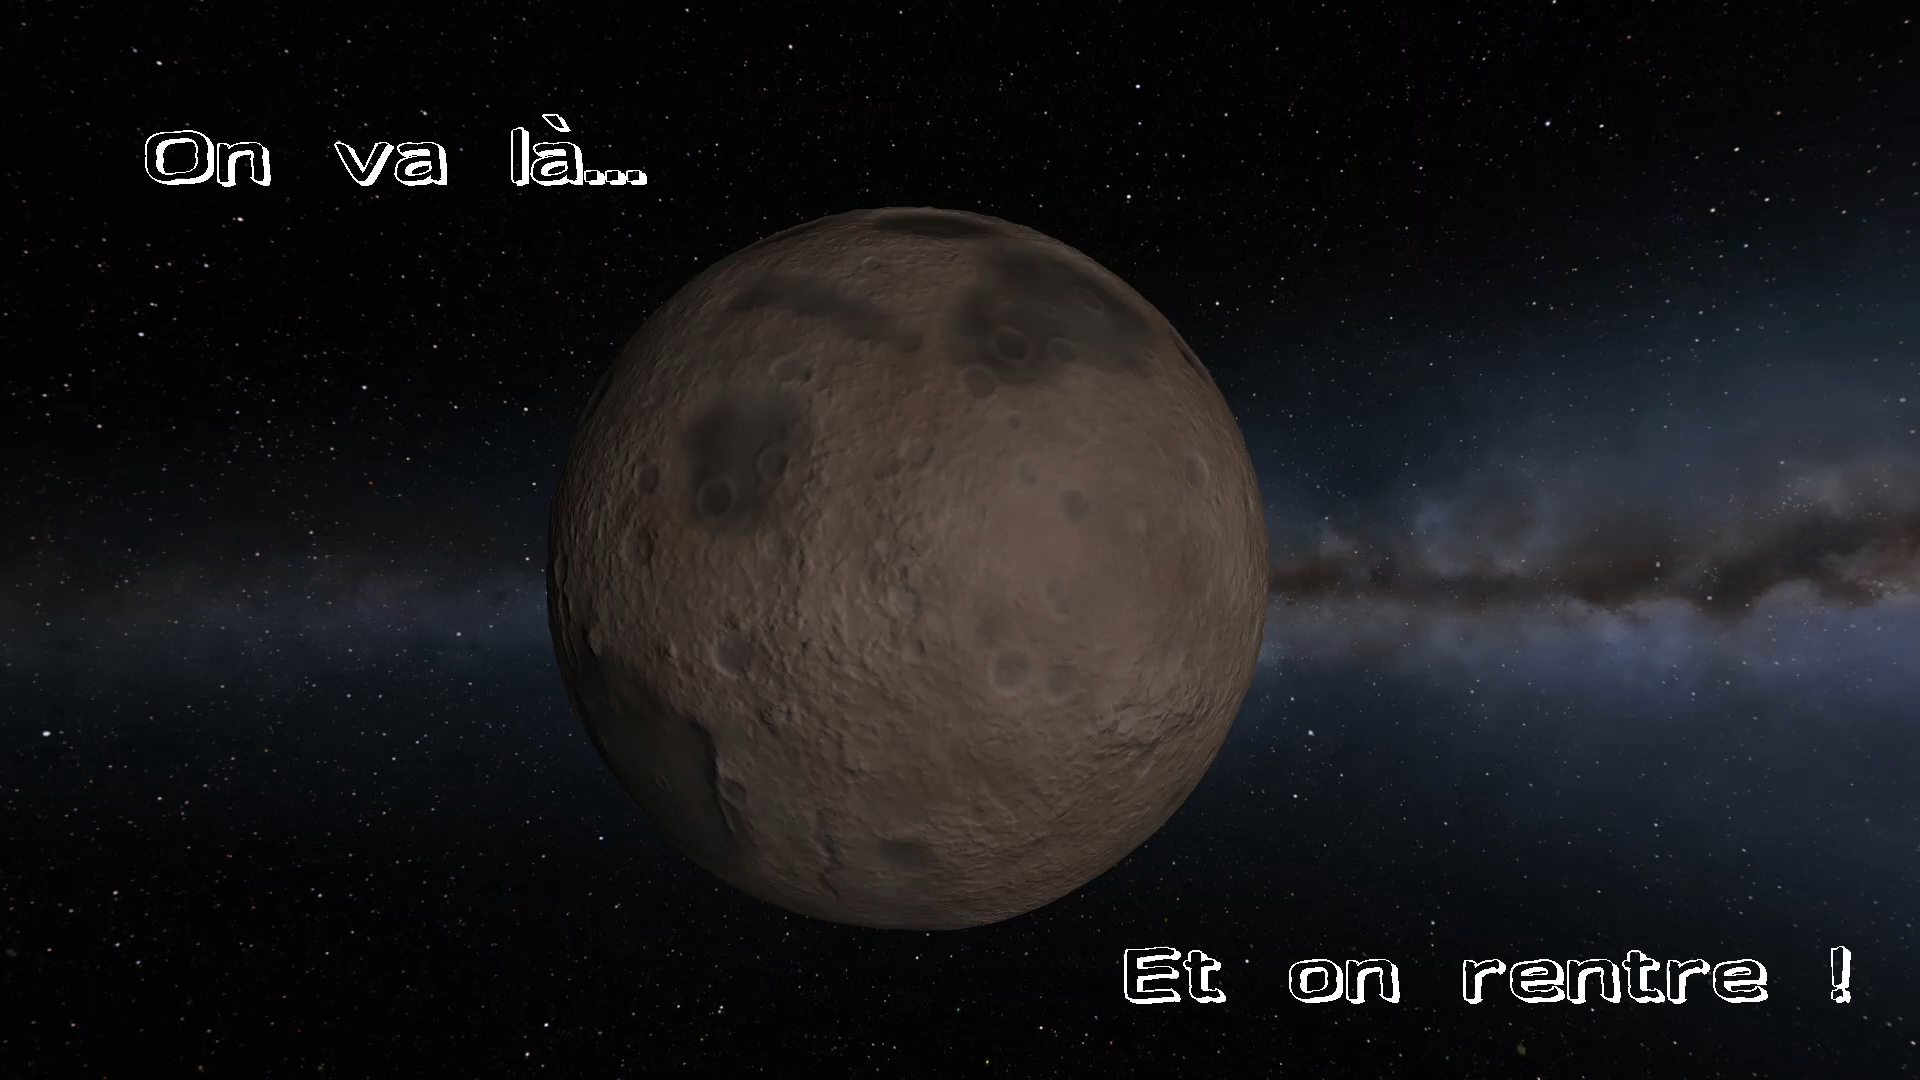 On va là...
Et on rentre !